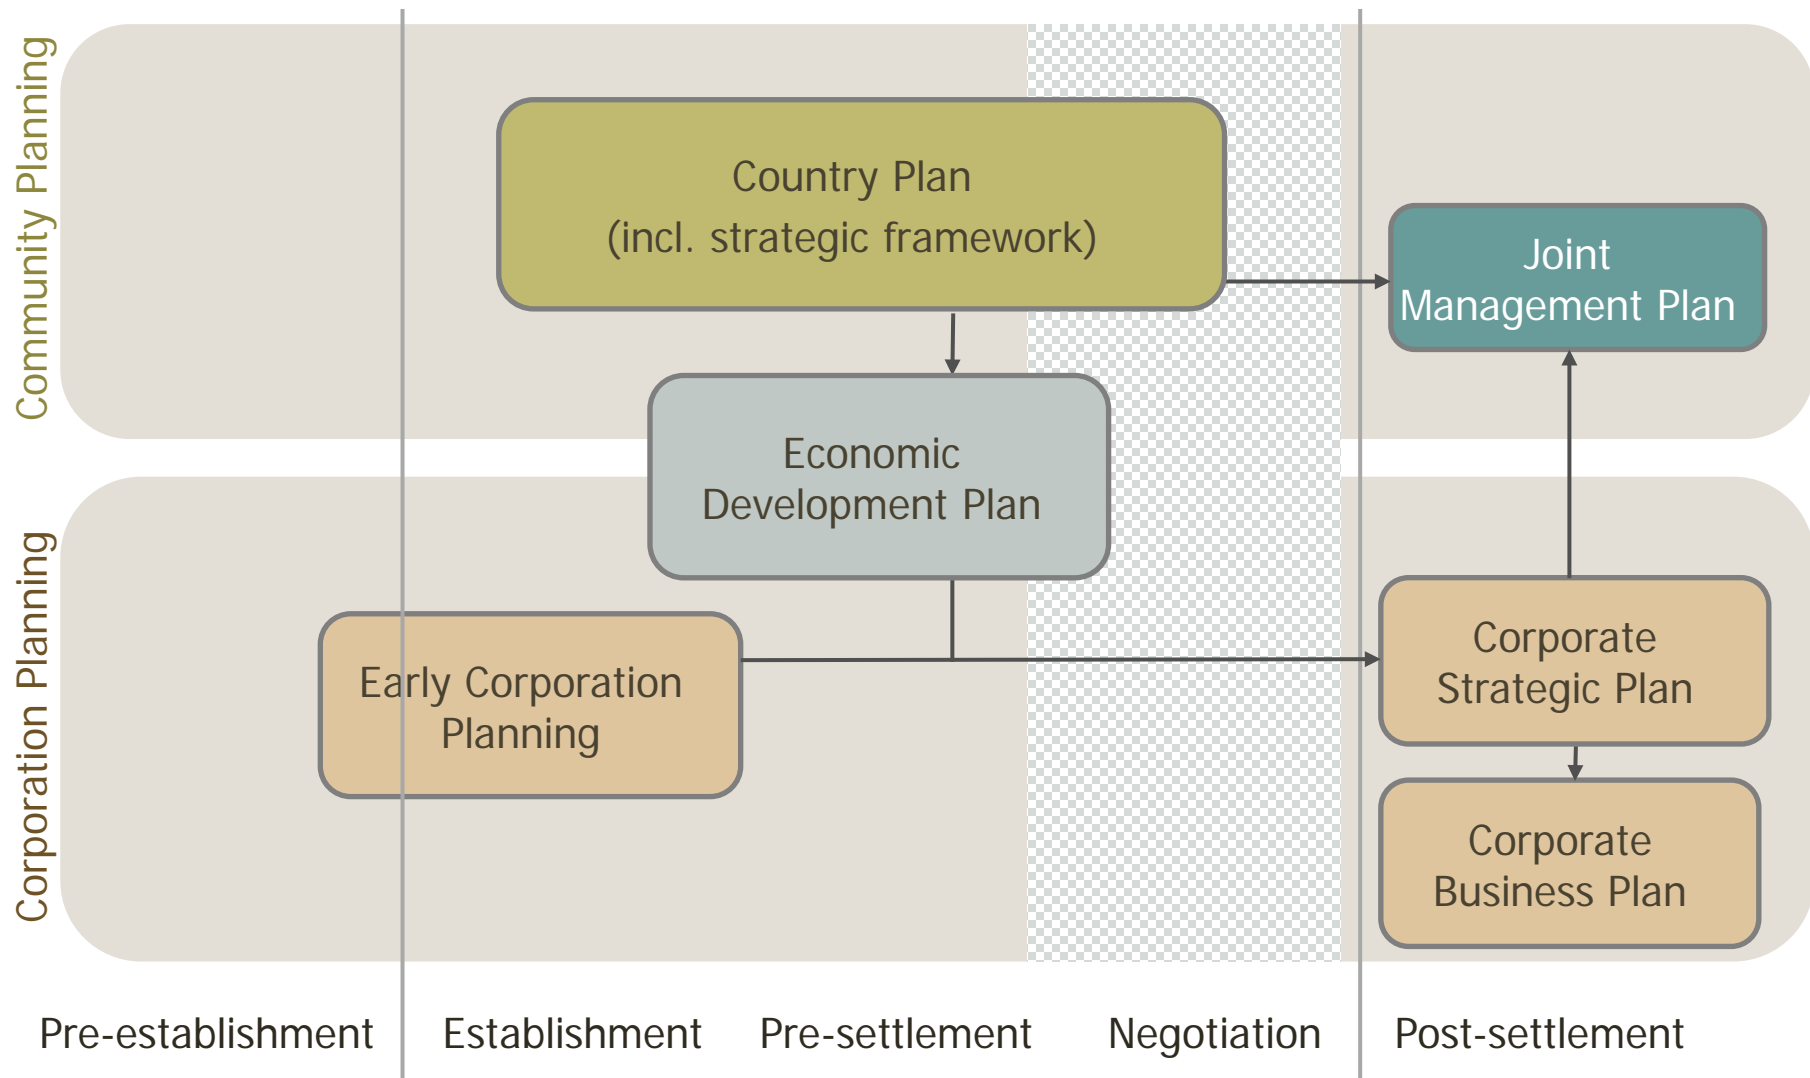 Community Planning
Country Plan
(incl. strategic framework)
Joint
Management Plan
Economic
Development Plan
Corporation Planning
Early Corporation
Planning
Corporate
Strategic Plan
Corporate
Business Plan
Pre-establishment
Establishment
Pre-settlement
Negotiation
Post-settlement